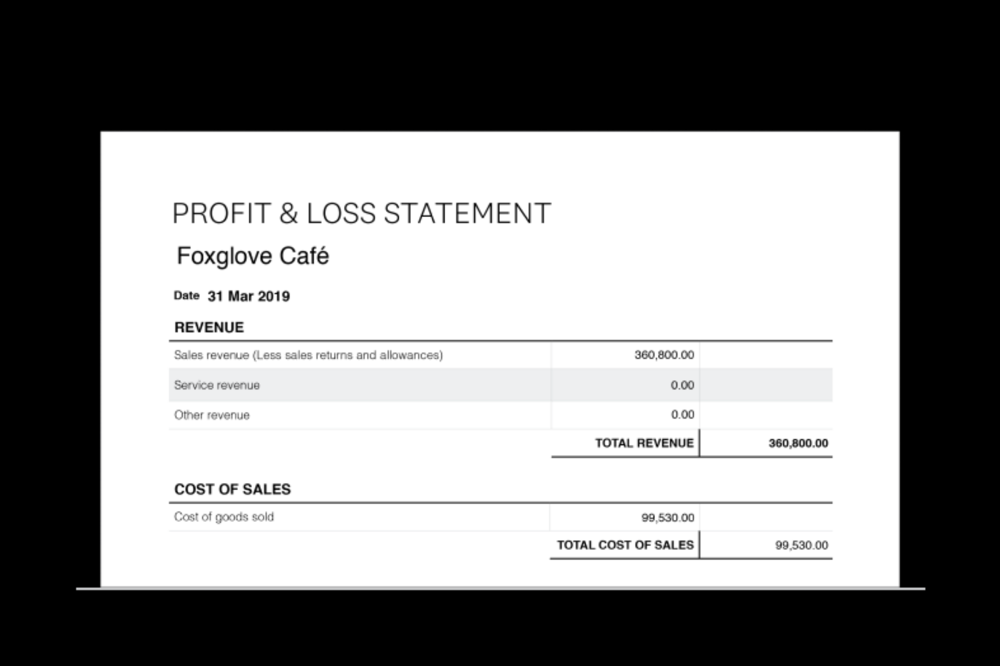 PROFIT & LOSS STATEMENT
Foxglove Café
Date 31 Mar 2019
REVENUE
Sales revenue (Less sales returns and allowances) 360,800.00
Service revenue 0.00
Other revenue 0.00
TOTAL REVENUE 360,800.00
COST OF SALES
Cost of goods sold 99,530.00
TOTAL COST OF SALES 99,530.00